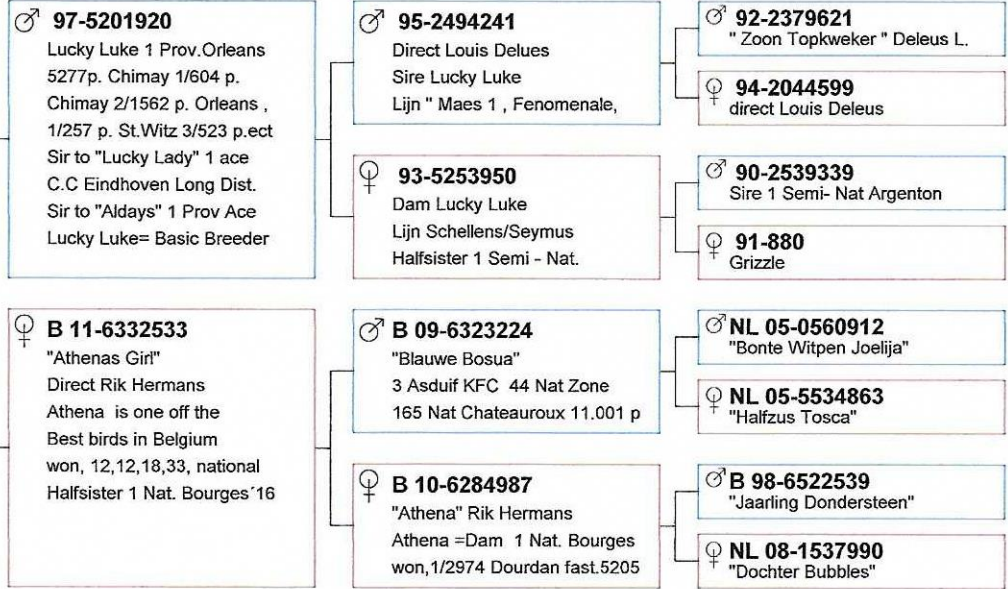 97-5201920
Lucky Luke 1 Prov.Orleans
5277p. Chimay 1/604 p.
Chimay 2/1562 p. Orleans ,
1/257 p. St.Witz 3/523 p.ect
Sir to "Lucky Lady" 1 ace
C.C Eindhoven Long Dist.
Sir to "Aldays" 1 Prov Ace
Lucky Luke= Basic Breeder
B 11-6332533
"Athenas Girl"
Direct Rik Hermans
Athena is one off the
Best birds in Belgium
won, 12,12,18,33, national
Halfsister 1 Nat. Bourges´16
95-2494241
Direct Louis Delues
Sire Lucky Luke
Lijn " Maes 1 , Fenomenale,
93-5253950
Dam Lucky Luke
Lijn Schellens/Seymus
Halfsister 1 Semi - Nat.
B 09-6323224
"Blauwe Bosua"
3 Asduif KFC 44 Nat Zone
165 Nat Chateauroux 11.001 p
B 10-6284987
"Athena" Rik Hermans
Athena =Dam 1 Nat. Bourges
won,1/2974 Dourdan fast.5205
92-2379621
" Zoon Topkweker " Deleus L.
94-2044599
direct Louis Deleus
90-2539339
Sire 1 Semi- Nat Argenton
91-880
Grizzle
NL 05-0560912
"Bonte Witpen Joelija"
NL 05-5534863
"Halfzus Tosca"
B 98-6522539
"Jaarling Dondersteen"
NL 08-1537990
"Dochter Bubbles"